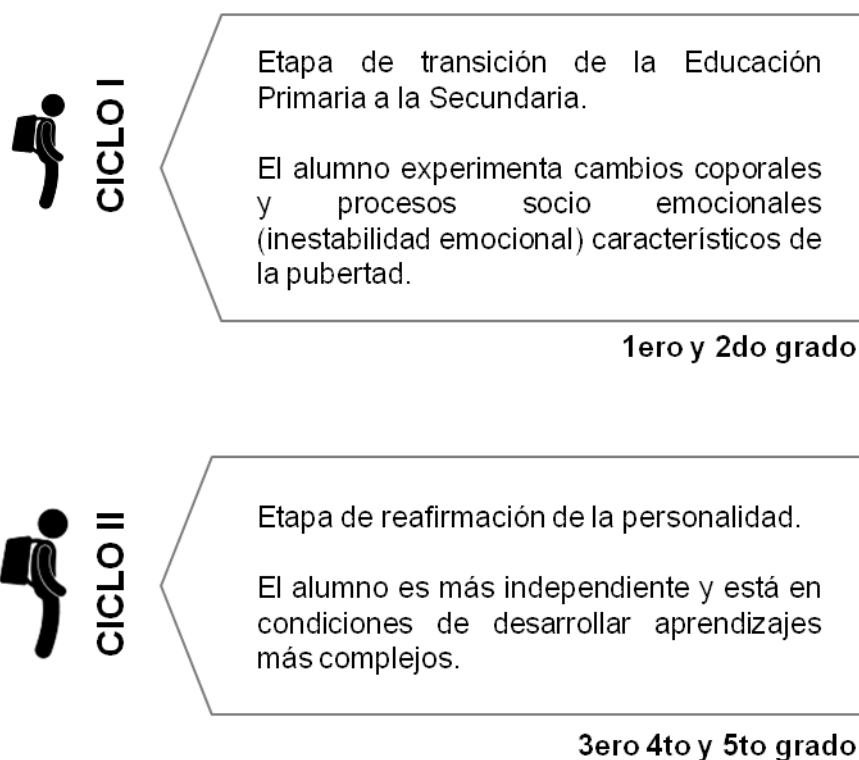 CICLO I
Etapa de transición de la Educación
Primaria a la Secundaria.
El alumno experimenta cambios coporales
y procesos socio emocionales
(inestabilidad emocional) característicos de
la pubertad.
1ero y 2do grado
CICLO II
Etapa de reafirmación de la personalidad.
El alumno es más independiente y está en
condiciones de desarrollar aprendizajes
más complejos.
3ero 4to y 5to grado